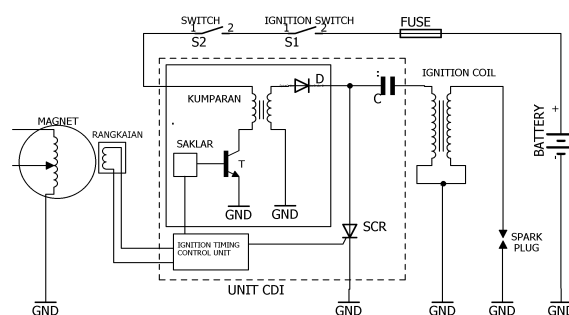 SWITCH
1 2
S2
IGNITION SWITCH
1 2
S1
FUSE
KUMPARAN
D
C
IGNITION COIL
+
BATTERY
-
MAGNET
RANGKAIAN
SAKLAR
T
GND
GND
SCR
IGNITION TIMING
CONTROL UNIT
SPARK
PLUG
UNIT CDI
GND
GND
GND
GND
GND